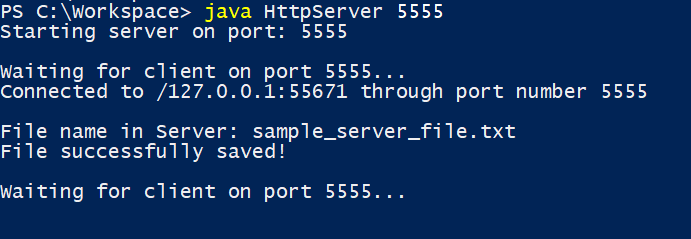 PS C:\Workspace> java HttpServer 5555
Starting server on port: 5555
Waiting for client on port 5555...
Connected to /127.0.0.1:55671 through port number 5555
File name in Server: sample_server_file.txt
File successfully saved!
Waiting for client on port 5555...